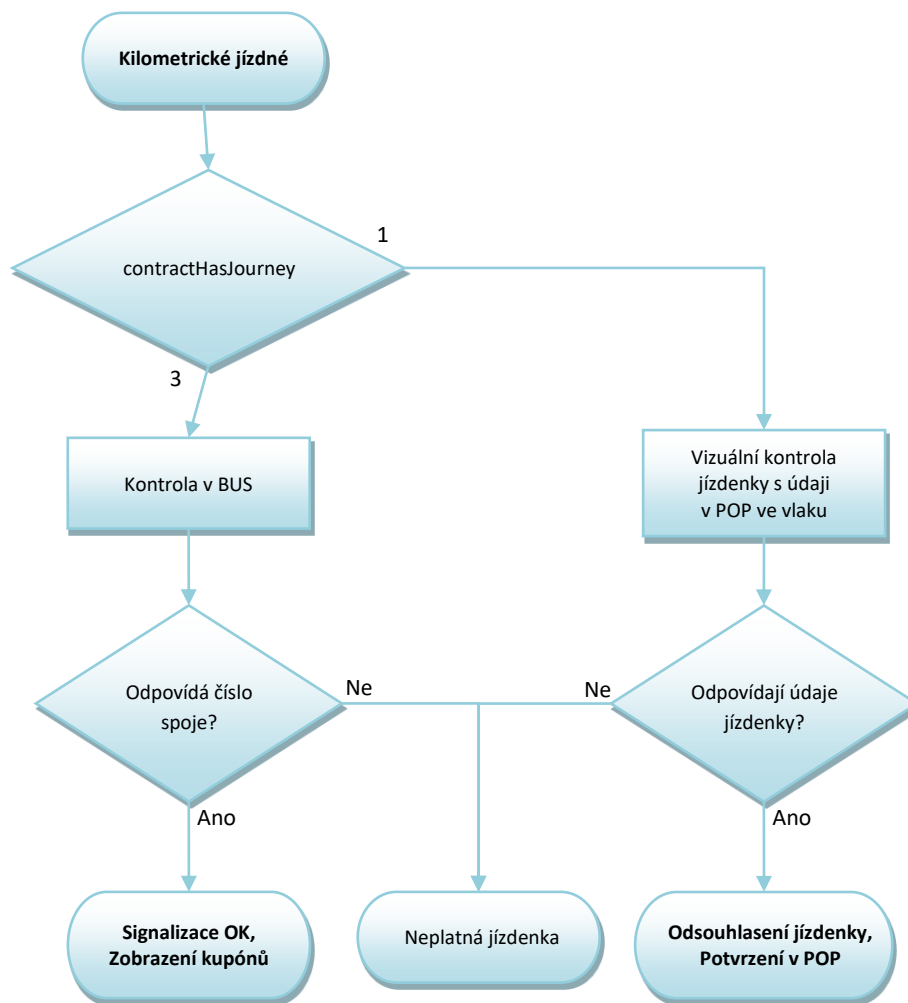 Kilometrické jízdné
1
contractHasJourney
3
Kontrola v BUS
Vizuální kontrola
jízdenky s údaji
v POP ve vlaku
Odpovídá číslo
spoje?
Ne
Ne
Odpovídají údaje
jízdenky?
Ano
Ano
Signalizace OK,
Zobrazení kupónů
Neplatná jízdenka
Odsouhlasení jízdenky,
Potvrzení v POP